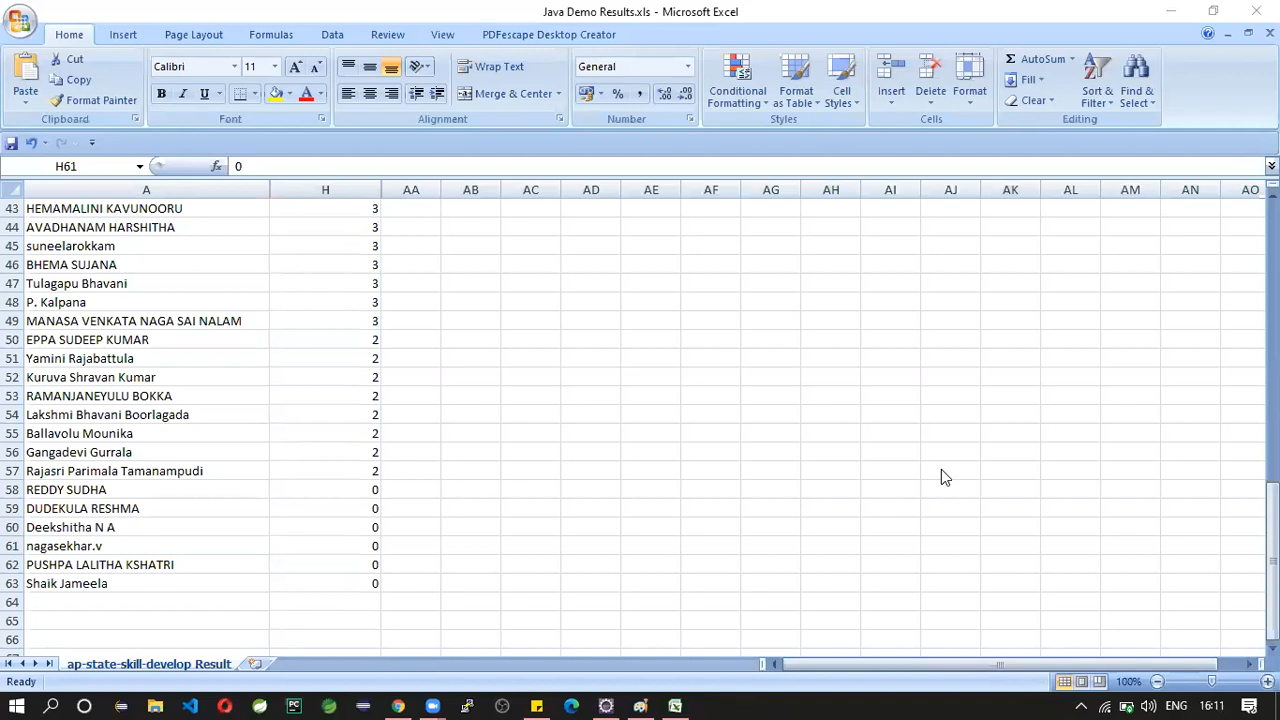 Java Demo Results.xls - Microsoft Excel
Home Insert Page Layout Formulas Data Review View PDFescape Desktop Creator
Paste Cut Copy Format Painter Clipboard
Calibri 11 B I U A Font
Wrap Text Merge & Center Alignment
General % , Number
Conditional Formatting Format as Table Cell Styles Styles
Insert Delete Format Cells
Σ AutoSum Fill Clear Sort & Filter Find & Select Editing
H61 fx 0
A H AA AB AC AD AE AF AG AH AI AJ AK AL AM AN AO
43 HEMAMALINI KAVUNOORU 3
44 AVADHANAM HARSHITHA 3
45 suneelarokkam 3
46 BHEMA SUJANA 3
47 Tulagapu Bhavani 3
48 P. Kalpana 3
49 MANASA VENKATA NAGA SAI NALAM 3
50 EPPA SUDEEP KUMAR 2
51 Yamini Rajabattula 2
52 Kuruva Shravan Kumar 2
53 RAMANJANEYULU BOKKA 2
54 Lakshmi Bhavani Boorlagada 2
55 Ballavolu Mounika 2
56 Gangadevi Gurrala 2
57 Rajasri Parimala Tamanampudi 2
58 REDDY SUDHA 0
59 DUDEKULA RESHMA 0
60 Deekshitha N A 0
61 nagasekhar.v 0
62 PUSHPA LALITHA KSHATRI 0
63 Shaik Jameela 0
64
65
66
ap-state-skill-develop Result
Ready 100%
ENG 16:11